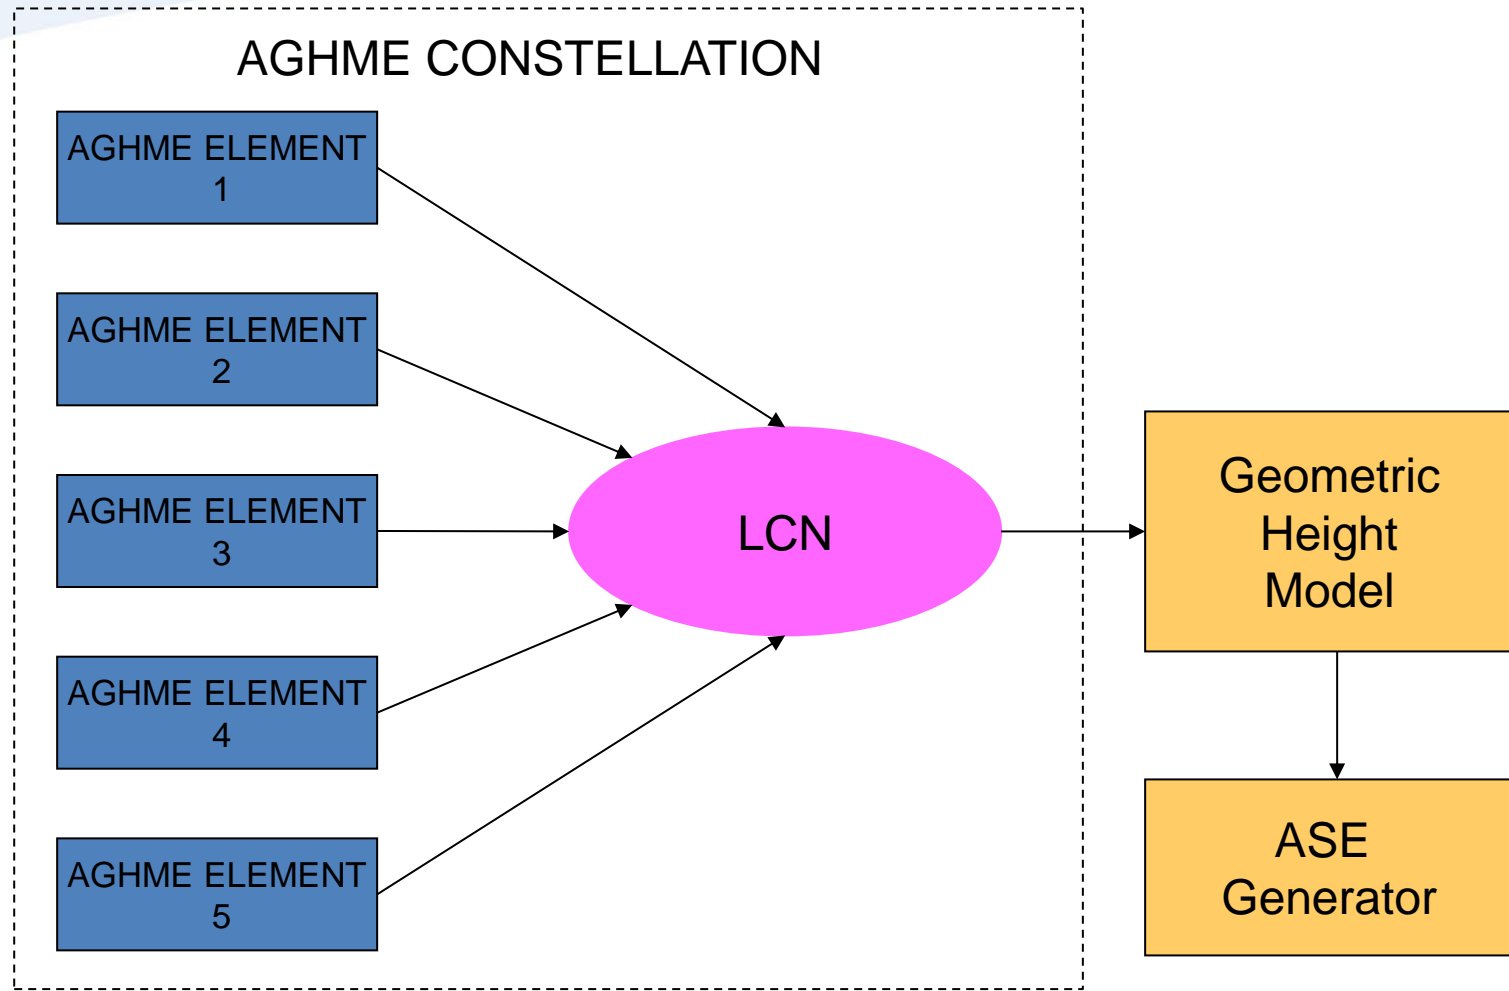 AGHME CONSTELLATION
AGHME ELEMENT
1
AGHME ELEMENT
2
AGHME ELEMENT
3
AGHME ELEMENT
4
AGHME ELEMENT
5
LCN
Geometric
Height
Model
ASE
Generator